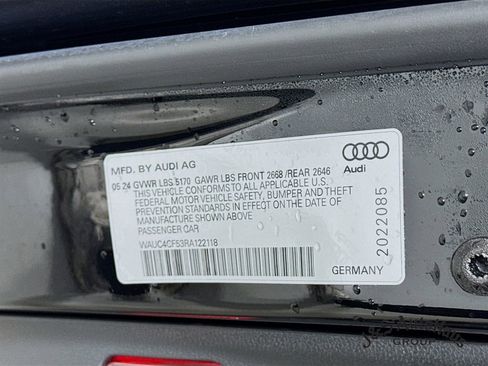 MFD. BY AUDI AG
05 24 GVWR LBS 5170 GAWR LBS FRONT 2668 /REAR 2646
THIS VEHICLE CONFORMS TO ALL APPLICABLE U.S.
FEDERAL MOTOR VEHICLE SAFETY, BUMPER AND THEFT
PREVENTION STANDARDS IN EFFECT ON THE DATE OF
MANUFACTURE SHOWN ABOVE
PASSENGER CAR
WAUC4CF53RA122118
Audi
2022085
GERMANY
GROUP